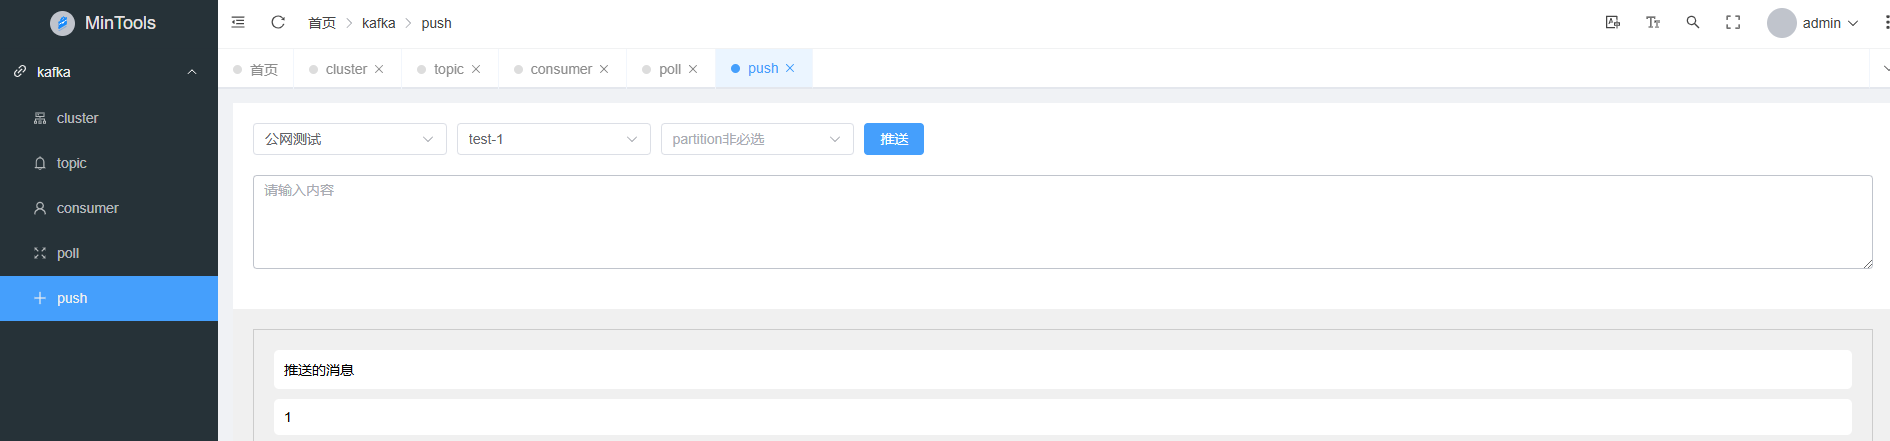 MinTools
首页 kafka push
admin
kafka
首页 cluster topic consumer poll push
cluster
topic
consumer
poll
push
公网测试 test-1 partition非必选 推送
请输入内容
推送的消息
1